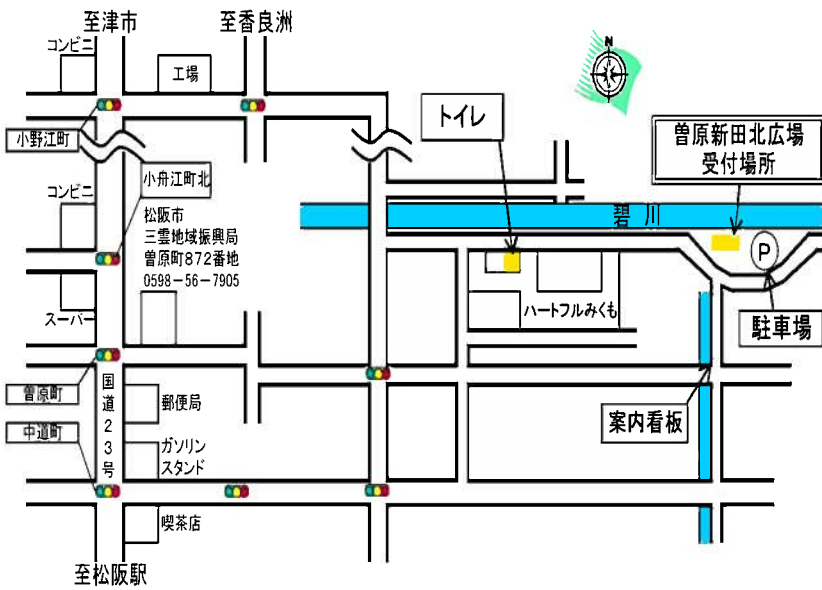 至津市
至香良洲
コンビニ
工場
N
トイレ
曽原新田北広場
受付場所
小野江町
小舟江町北
コンビニ
松阪市
三雲地域振興局
曽原町872番地
0598-56-7905
碧川
P
スーパー
ハートフルみくも
駐車場
曽原町
国道23号
郵便局
案内看板
中道町
ガソリン
スタンド
喫茶店
至松阪駅